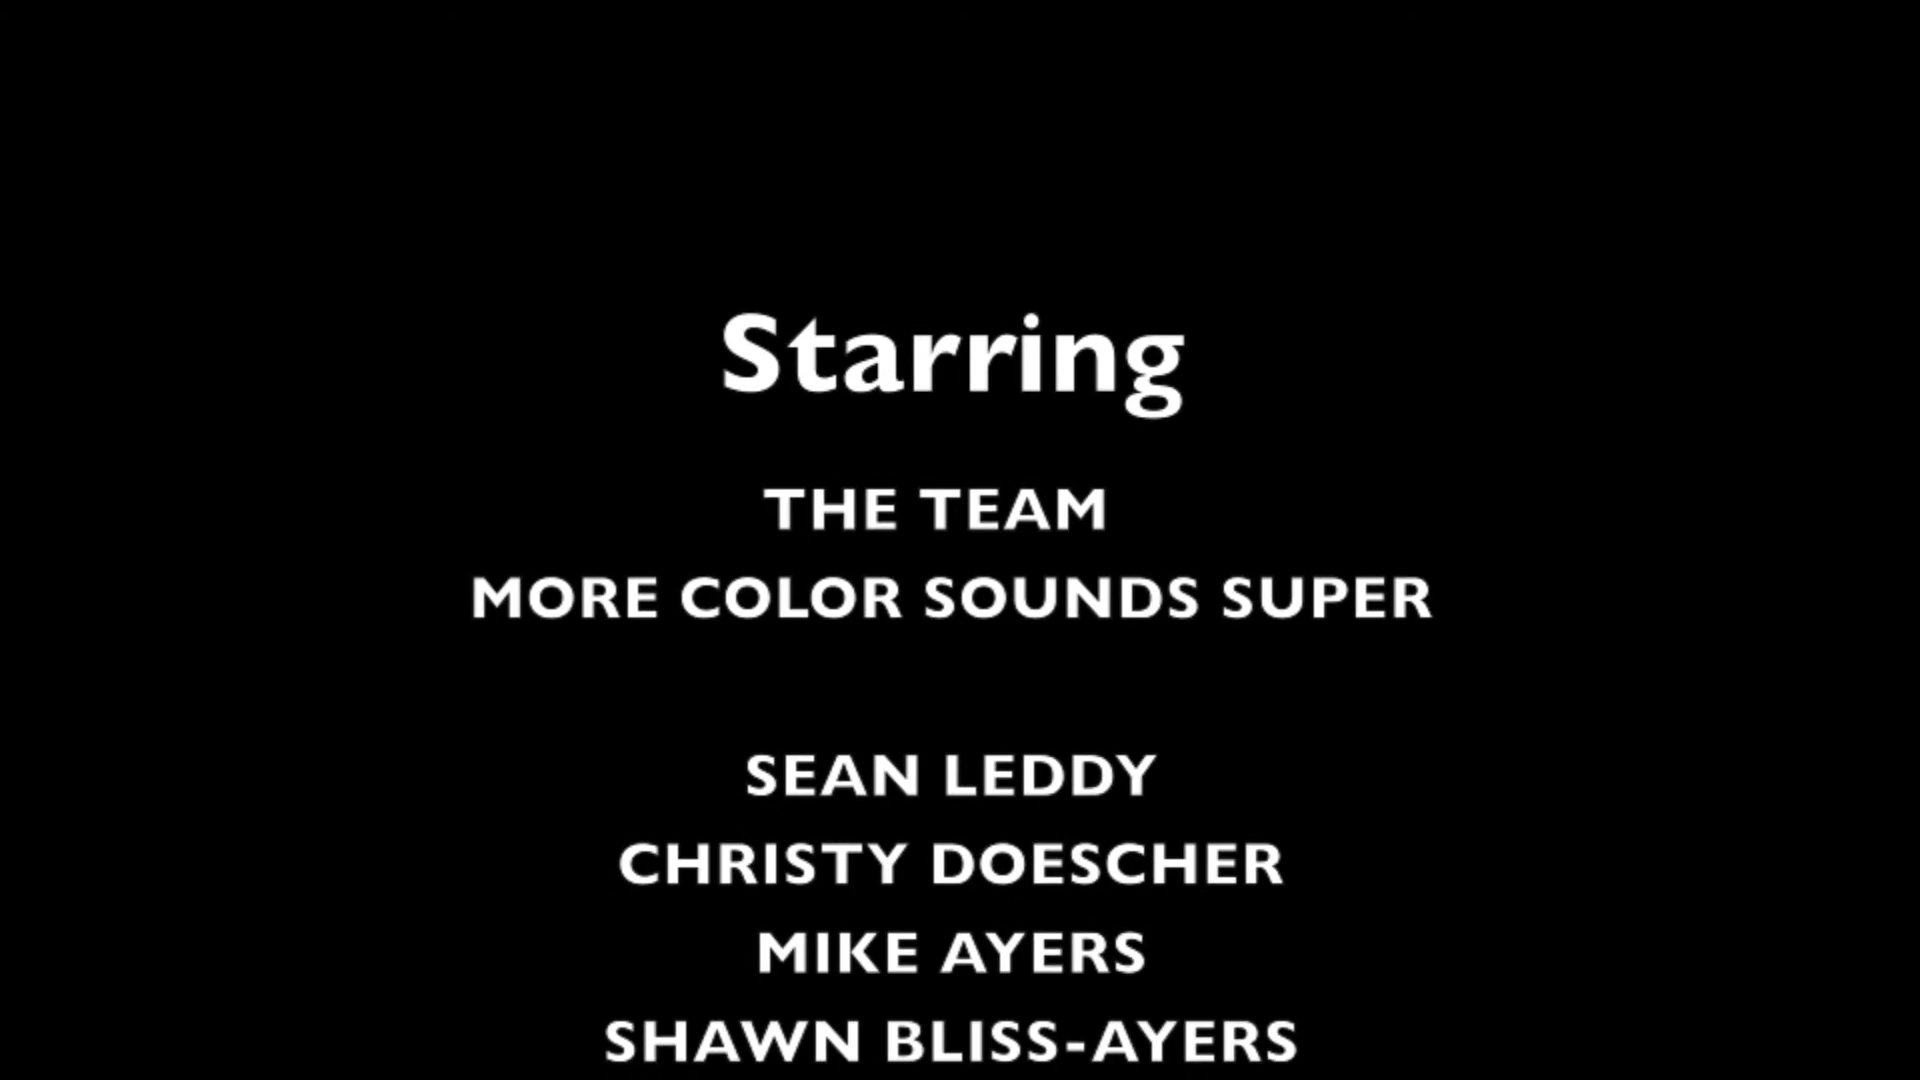 Starring
THE TEAM
MORE COLOR SOUNDS SUPER
SEAN LEDDY
CHRISTY DOESCHER
MIKE AYERS
SHAWN BLISS-AYERS